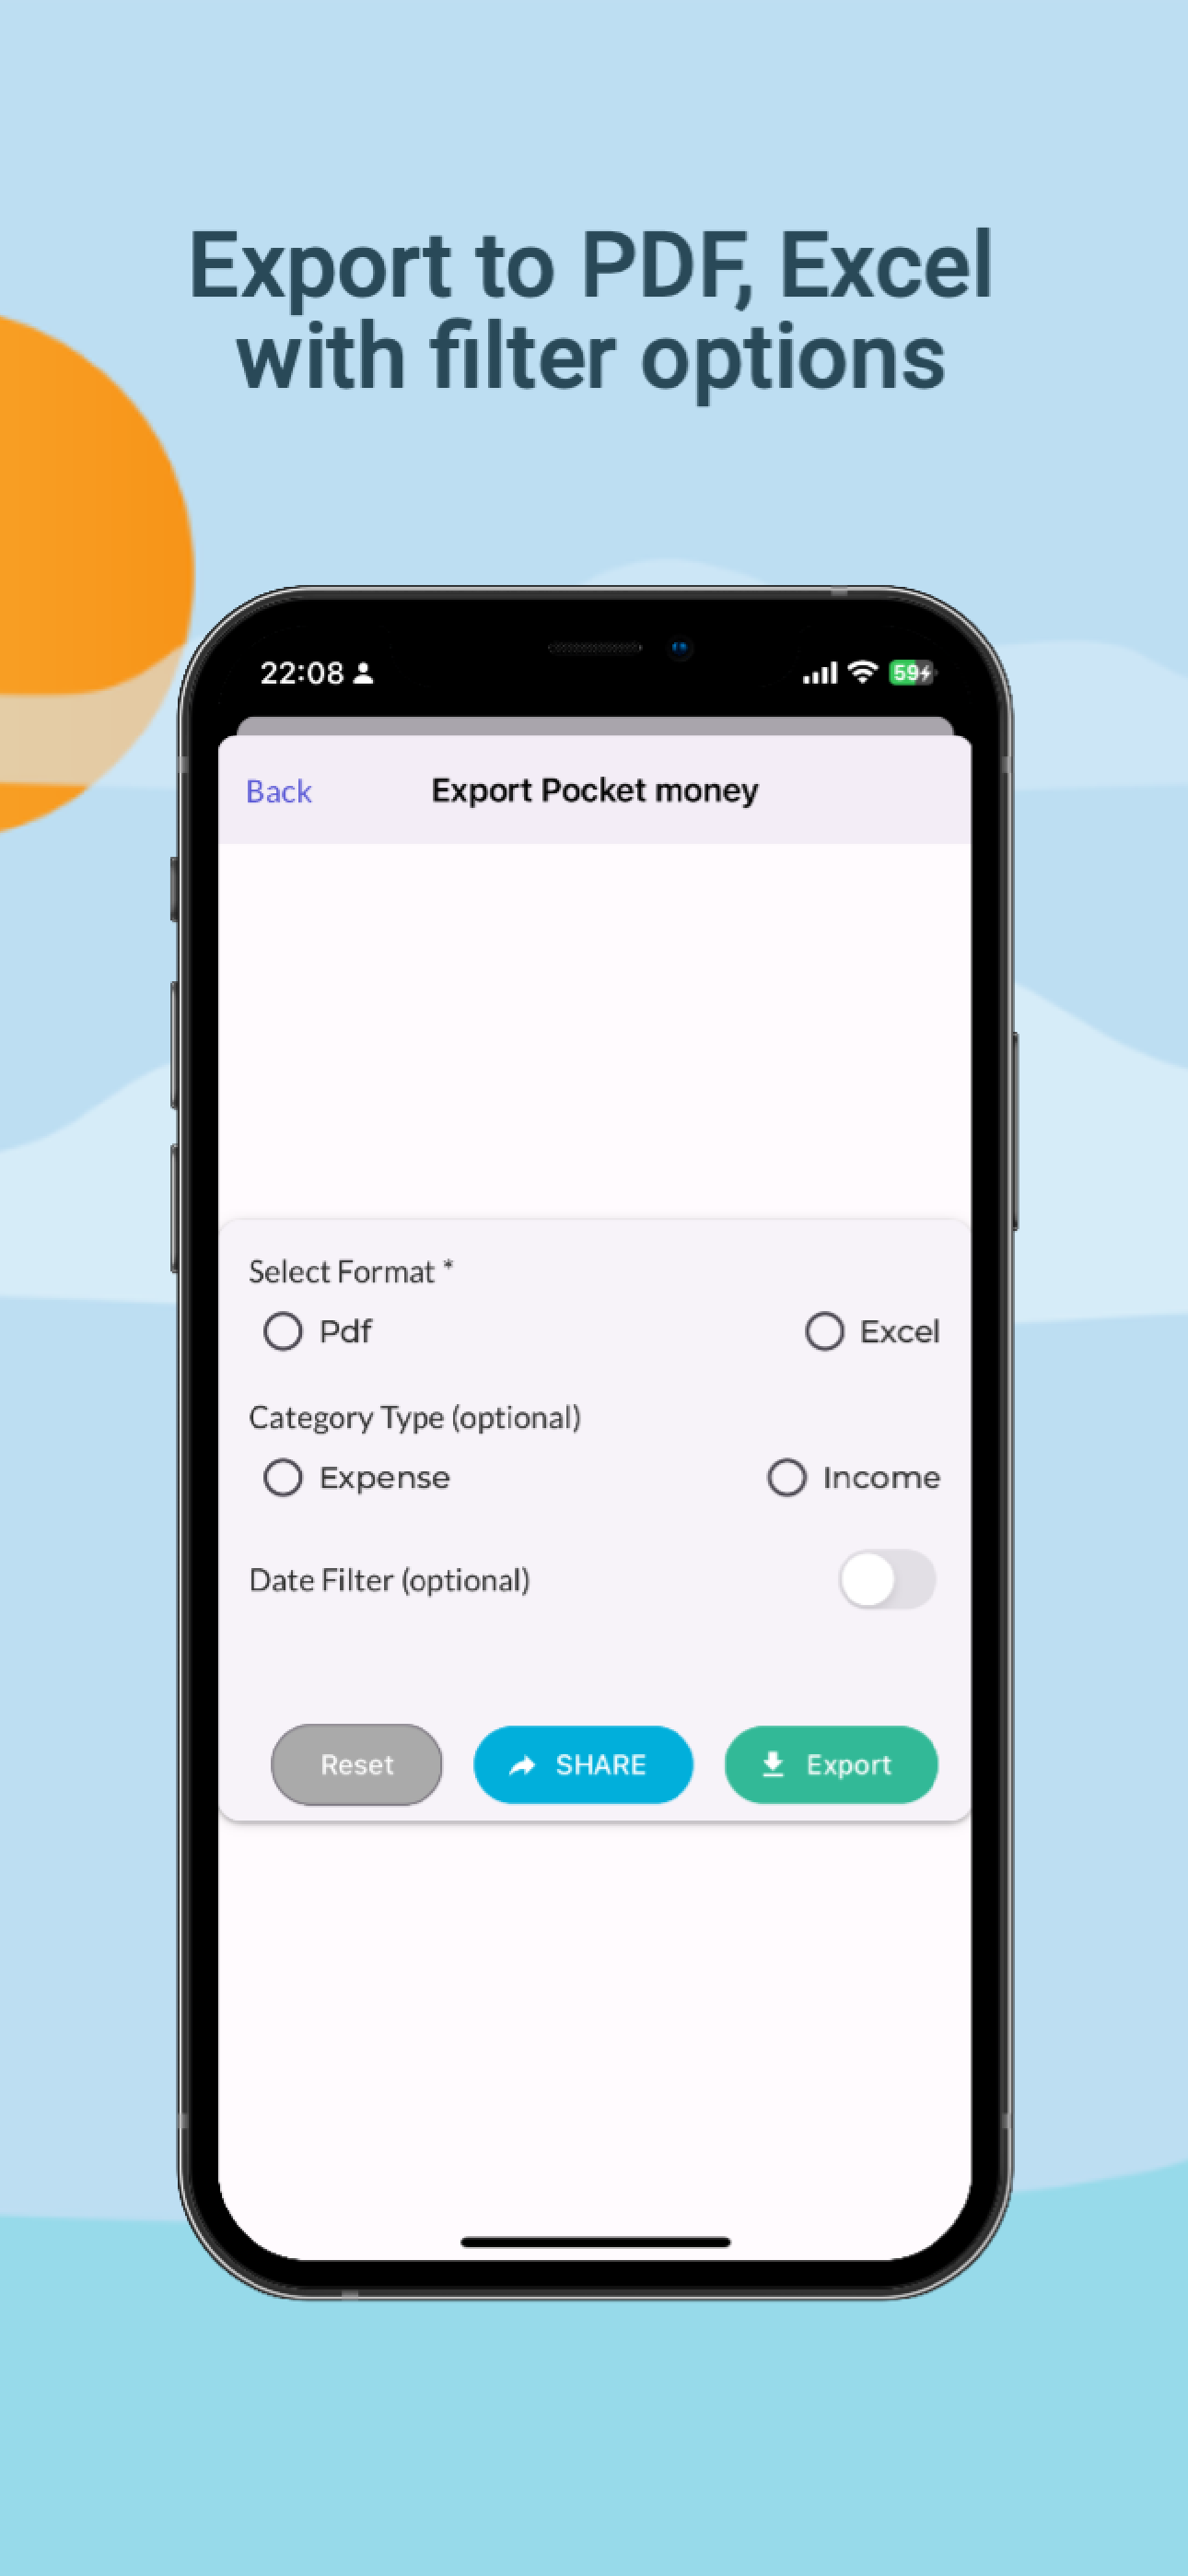 Export to PDF, Excel
with filter options
22:08 59
Back Export Pocket money
Select Format *
Pdf Excel
Category Type (optional)
Expense Income
Date Filter (optional)
Reset SHARE Export